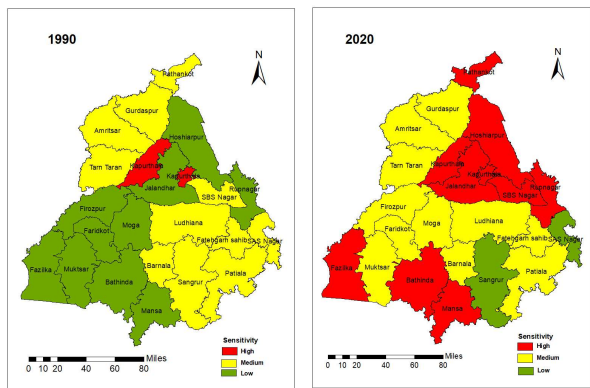 1990
N
Pathankot
Gurdaspur
Amritsar
Hoshiarpur
Tarn Taran
Kapurthala
Kapurthala
Jalandhar
Rupnagar
SBS Nagar
Firozpur
Ludhiana
Moga
Faridkot
Fatehgarh sahib
SAS Nagar
Fazilka
Muktsar
Barnala
Patiala
Bathinda
Sangrur
Mansa
Sensitivity
High
Medium
Low
0 10 20 40 60 80 Miles
2020
N
Pathankot
Gurdaspur
Amritsar
Hoshiarpur
Tarn Taran
Kapurthala
Kapurthala
Jalandhar
Rupnagar
SBS Nagar
Firozpur
Ludhiana
Moga
Faridkot
Fatehgarh sahib
SAS Nagar
Fazilka
Muktsar
Barnala
Patiala
Bathinda
Sangrur
Mansa
Sensitivity
High
Medium
Low
0 10 20 40 60 80 Miles